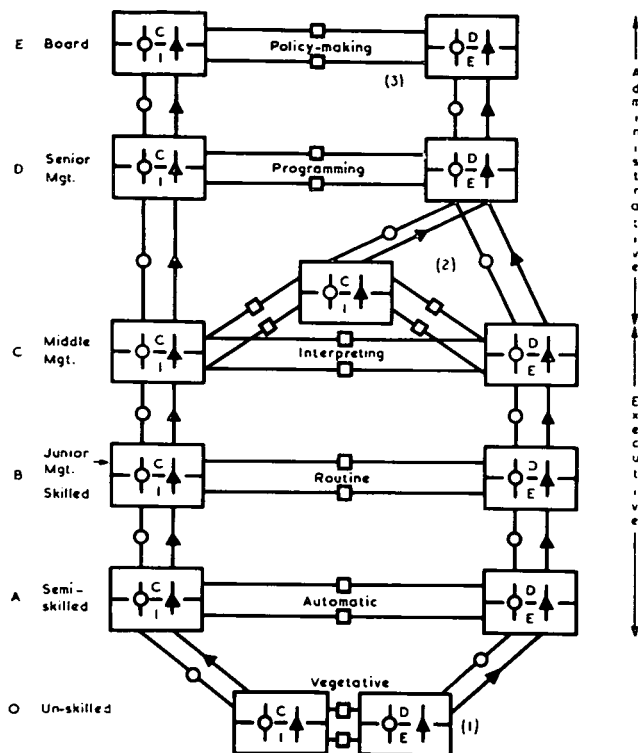 C
I
D
E
E Board
Policy-making
(3)
C
I
D
E
D Senior
Mgt.
Programming
(2)
C
I
C
I
D
E
C Middle
Mgt.
Interpreting
C
I
D
E
Junior
Mgt.
B
Skilled
Routine
C
I
D
E
A Semi-
skilled
Automatic
Vegetative
C
I
D
E
O Un-skilled
(1)
Administrative
Executive